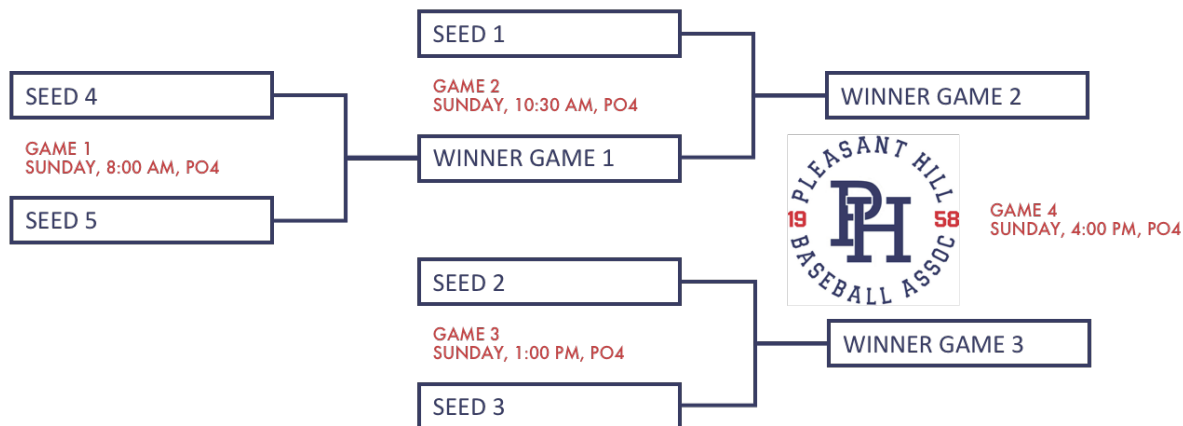 SEED 1
GAME 2
SUNDAY, 10:30 AM, PO4
SEED 4
WINNER GAME 2
GAME 1
SUNDAY, 8:00 AM, PO4
WINNER GAME 1
SEED 5
PLEASANT HILL
19 PH 58
BASEBALL ASSOC
GAME 4
SUNDAY, 4:00 PM, PO4
SEED 2
GAME 3
SUNDAY, 1:00 PM, PO4
WINNER GAME 3
SEED 3